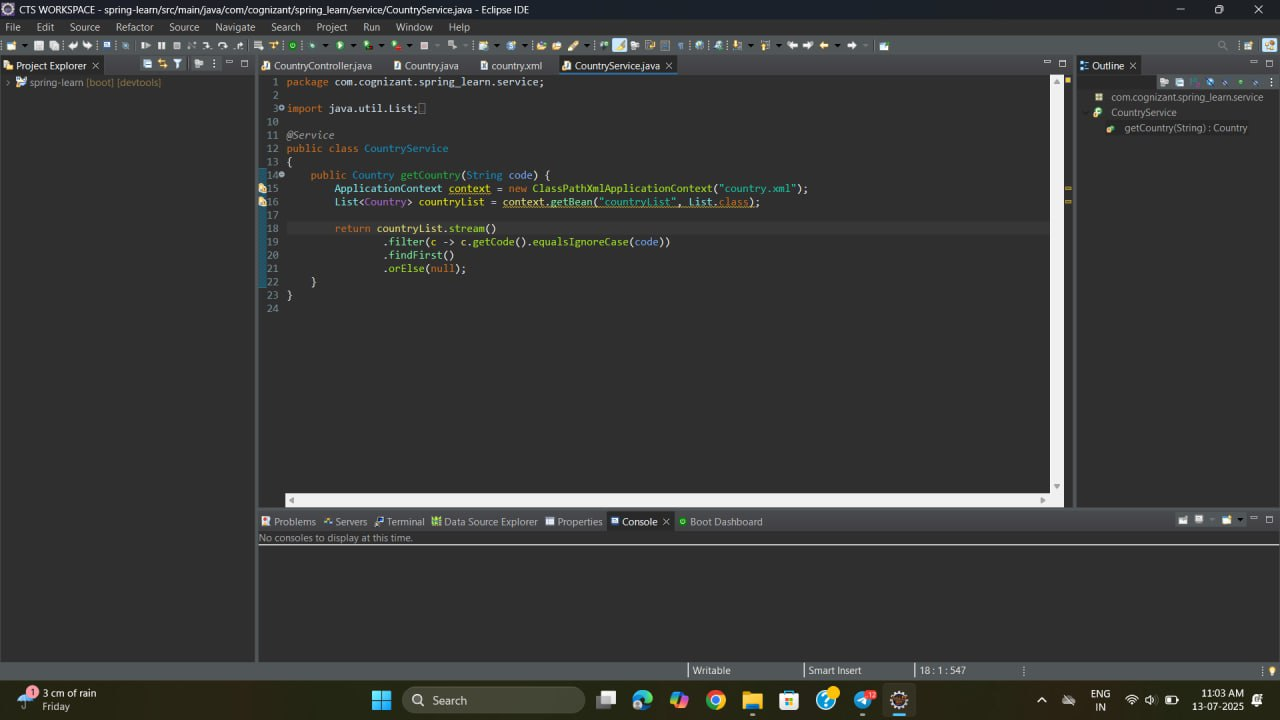 CTS WORKSPACE - spring-learn/src/main/java/com/cognizant/spring_learn/service/CountryService.java - Eclipse IDE
File Edit Source Refactor Source Navigate Search Project Run Window Help
Project Explorer
spring-learn [boot] [devtools]
CountryController.java Country.java country.xml CountryService.java
1 package com.cognizant.spring_learn.service;
2
3 import java.util.List;
10
11 @Service
12 public class CountryService
13 {
14     public Country getCountry(String code) {
15         ApplicationContext context = new ClassPathXmlApplicationContext("country.xml");
16         List<Country> countryList = context.getBean("countryList", List.class);
17
18         return countryList.stream()
19                 .filter(c -> c.getCode().equalsIgnoreCase(code))
20                 .findFirst()
21                 .orElse(null);
22     }
23 }
24
Outline
com.cognizant.spring_learn.service
CountryService
getCountry(String) : Country
Problems Servers Terminal Data Source Explorer Properties Console Boot Dashboard
No consoles to display at this time.
Writable Smart Insert 18 : 1 : 547
1
3 cm of rain
Friday
Search
12
ENG
IN
11:03 AM
13-07-2025